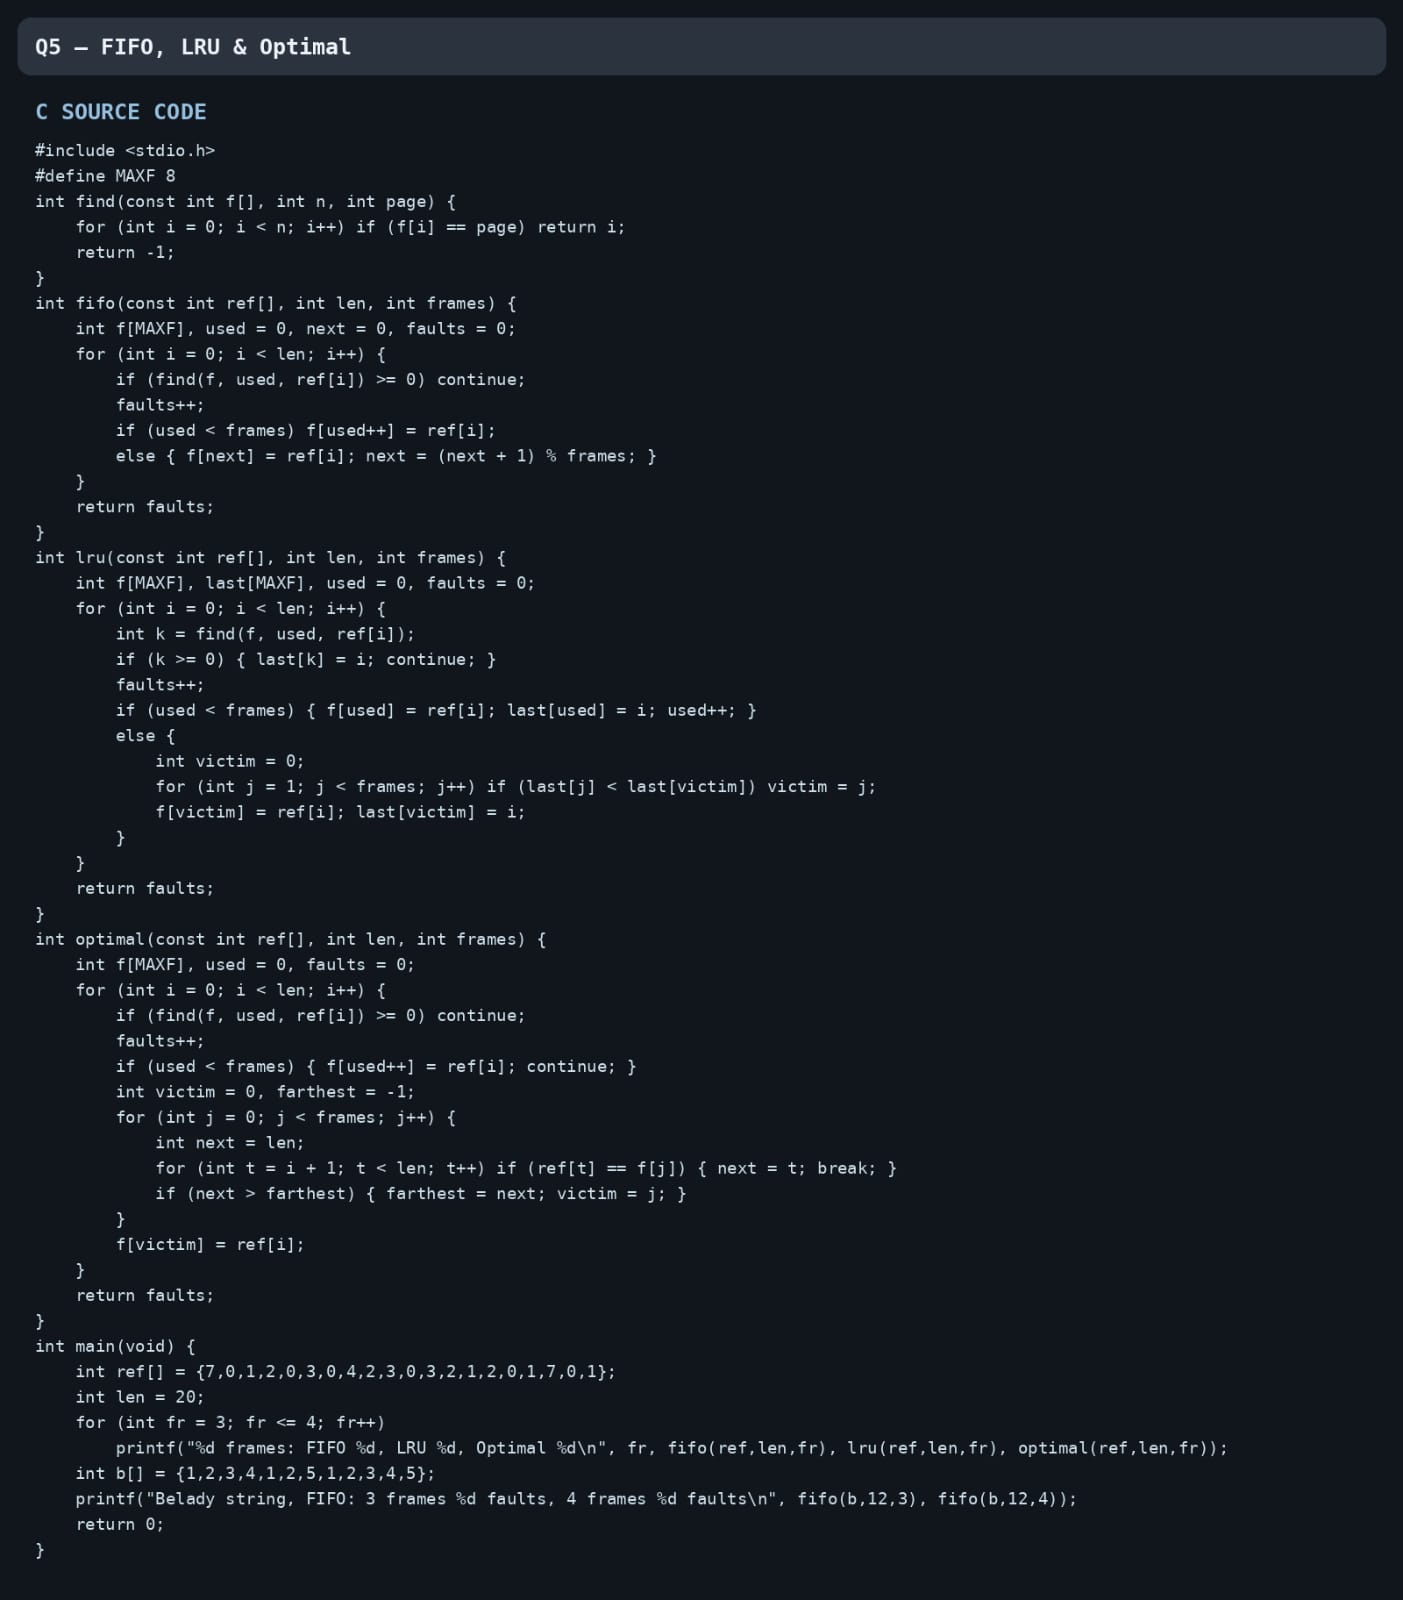 Q5 — FIFO, LRU & Optimal
C SOURCE CODE
#include <stdio.h>
#define MAXF 8
int find(const int f[], int n, int page) {
    for (int i = 0; i < n; i++) if (f[i] == page) return i;
    return -1;
}
int fifo(const int ref[], int len, int frames) {
    int f[MAXF], used = 0, next = 0, faults = 0;
    for (int i = 0; i < len; i++) {
        if (find(f, used, ref[i]) >= 0) continue;
        faults++;
        if (used < frames) f[used++] = ref[i];
        else { f[next] = ref[i]; next = (next + 1) % frames; }
    }
    return faults;
}
int lru(const int ref[], int len, int frames) {
    int f[MAXF], last[MAXF], used = 0, faults = 0;
    for (int i = 0; i < len; i++) {
        int k = find(f, used, ref[i]);
        if (k >= 0) { last[k] = i; continue; }
        faults++;
        if (used < frames) { f[used] = ref[i]; last[used] = i; used++; }
        else {
            int victim = 0;
            for (int j = 1; j < frames; j++) if (last[j] < last[victim]) victim = j;
            f[victim] = ref[i]; last[victim] = i;
        }
    }
    return faults;
}
int optimal(const int ref[], int len, int frames) {
    int f[MAXF], used = 0, faults = 0;
    for (int i = 0; i < len; i++) {
        if (find(f, used, ref[i]) >= 0) continue;
        faults++;
        if (used < frames) { f[used++] = ref[i]; continue; }
        int victim = 0, farthest = -1;
        for (int j = 0; j < frames; j++) {
            int next = len;
            for (int t = i + 1; t < len; t++) if (ref[t] == f[j]) { next = t; break; }
            if (next > farthest) { farthest = next; victim = j; }
        }
        f[victim] = ref[i];
    }
    return faults;
}
int main(void) {
    int ref[] = {7,0,1,2,0,3,0,4,2,3,0,3,2,1,2,0,1,7,0,1};
    int len = 20;
    for (int fr = 3; fr <= 4; fr++)
        printf("%d frames: FIFO %d, LRU %d, Optimal %d\n", fr, fifo(ref,len,fr), lru(ref,len,fr), optimal(ref,len,fr));
    int b[] = {1,2,3,4,1,2,5,1,2,3,4,5};
    printf("Belady string, FIFO: 3 frames %d faults, 4 frames %d faults\n", fifo(b,12,3), fifo(b,12,4));
    return 0;
}